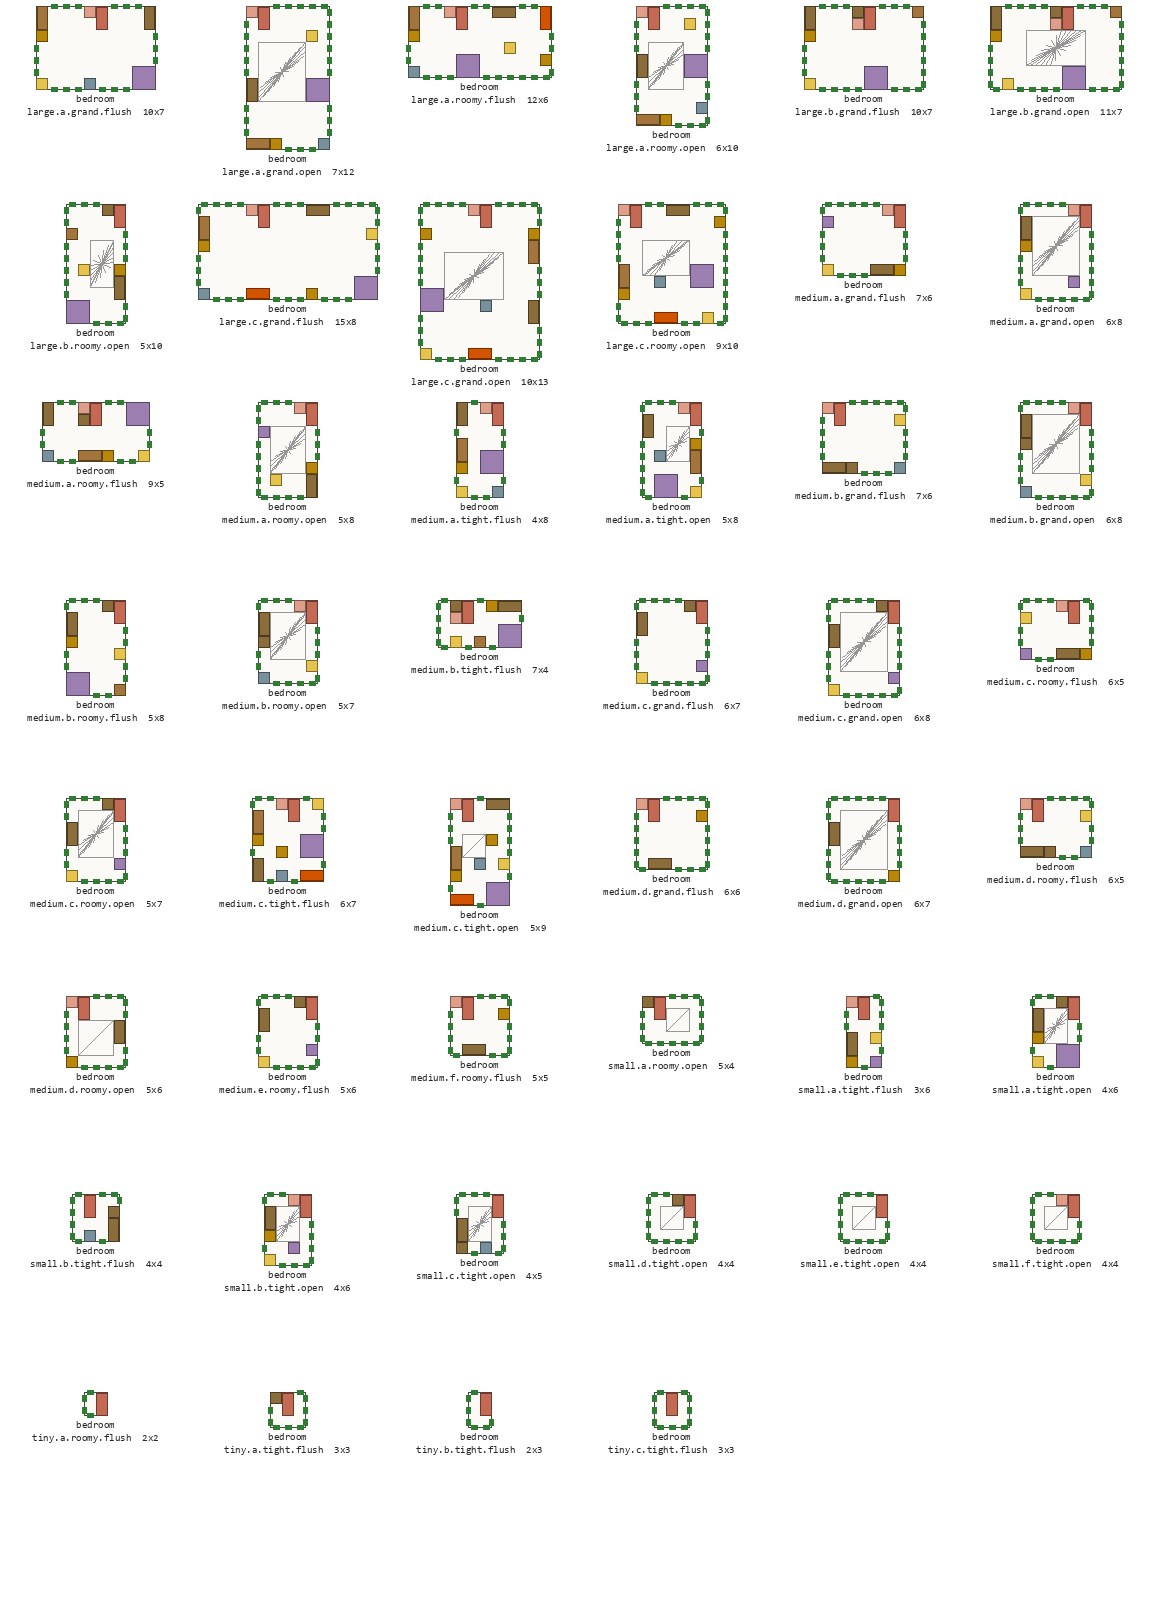 bedroom
large.a.grand.flush  10x7
bedroom
large.a.grand.open  7x12
bedroom
large.a.roomy.flush  12x6
bedroom
large.a.roomy.open  6x10
bedroom
large.b.grand.flush  10x7
bedroom
large.b.grand.open  11x7
bedroom
large.b.roomy.open  5x10
bedroom
large.c.grand.flush  15x8
bedroom
large.c.grand.open  10x13
bedroom
large.c.roomy.open  9x10
bedroom
medium.a.grand.flush  7x6
bedroom
medium.a.grand.open  6x8
bedroom
medium.a.roomy.flush  9x5
bedroom
medium.a.roomy.open  5x8
bedroom
medium.a.tight.flush  4x8
bedroom
medium.a.tight.open  5x8
bedroom
medium.b.grand.flush  7x6
bedroom
medium.b.grand.open  6x8
bedroom
medium.b.roomy.flush  5x8
bedroom
medium.b.roomy.open  5x7
bedroom
medium.b.tight.flush  7x4
bedroom
medium.c.grand.flush  6x7
bedroom
medium.c.grand.open  6x8
bedroom
medium.c.roomy.flush  6x5
bedroom
medium.c.roomy.open  5x7
bedroom
medium.c.tight.flush  6x7
bedroom
medium.c.tight.open  5x9
bedroom
medium.d.grand.flush  6x6
bedroom
medium.d.grand.open  6x7
bedroom
medium.d.roomy.flush  6x5
bedroom
medium.d.roomy.open  5x6
bedroom
medium.e.roomy.flush  5x6
bedroom
medium.f.roomy.flush  5x5
bedroom
small.a.roomy.open  5x4
bedroom
small.a.tight.flush  3x6
bedroom
small.a.tight.open  4x6
bedroom
small.b.tight.flush  4x4
bedroom
small.b.tight.open  4x6
bedroom
small.c.tight.open  4x5
bedroom
small.d.tight.open  4x4
bedroom
small.e.tight.open  4x4
bedroom
small.f.tight.open  4x4
bedroom
tiny.a.roomy.flush  2x2
bedroom
tiny.a.tight.flush  3x3
bedroom
tiny.b.tight.flush  2x3
bedroom
tiny.c.tight.flush  3x3